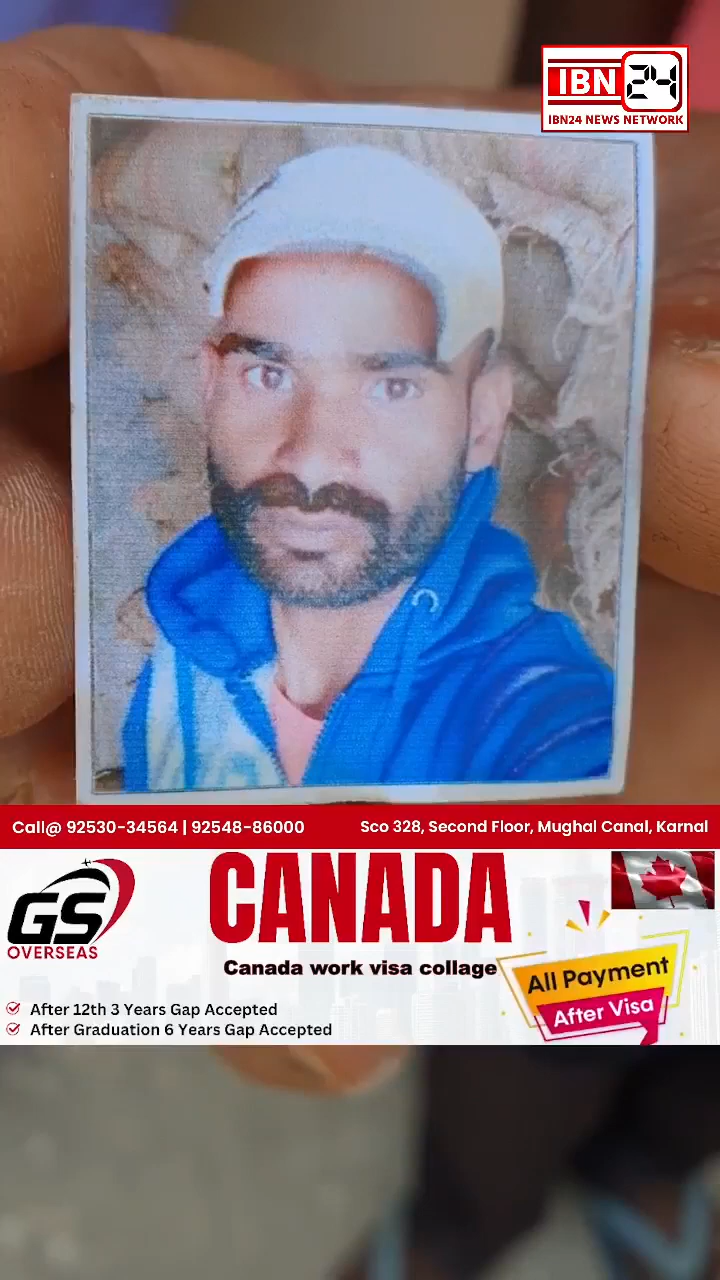 IBN 24
IBN24 NEWS NETWORK
Call@ 92530-34564 | 92548-86000
Sco 328, Second Floor, Mughal Canal, Karnal
GS
OVERSEAS
CANADA
Canada work visa collage
All Payment
After Visa
After 12th 3 Years Gap Accepted
After Graduation 6 Years Gap Accepted